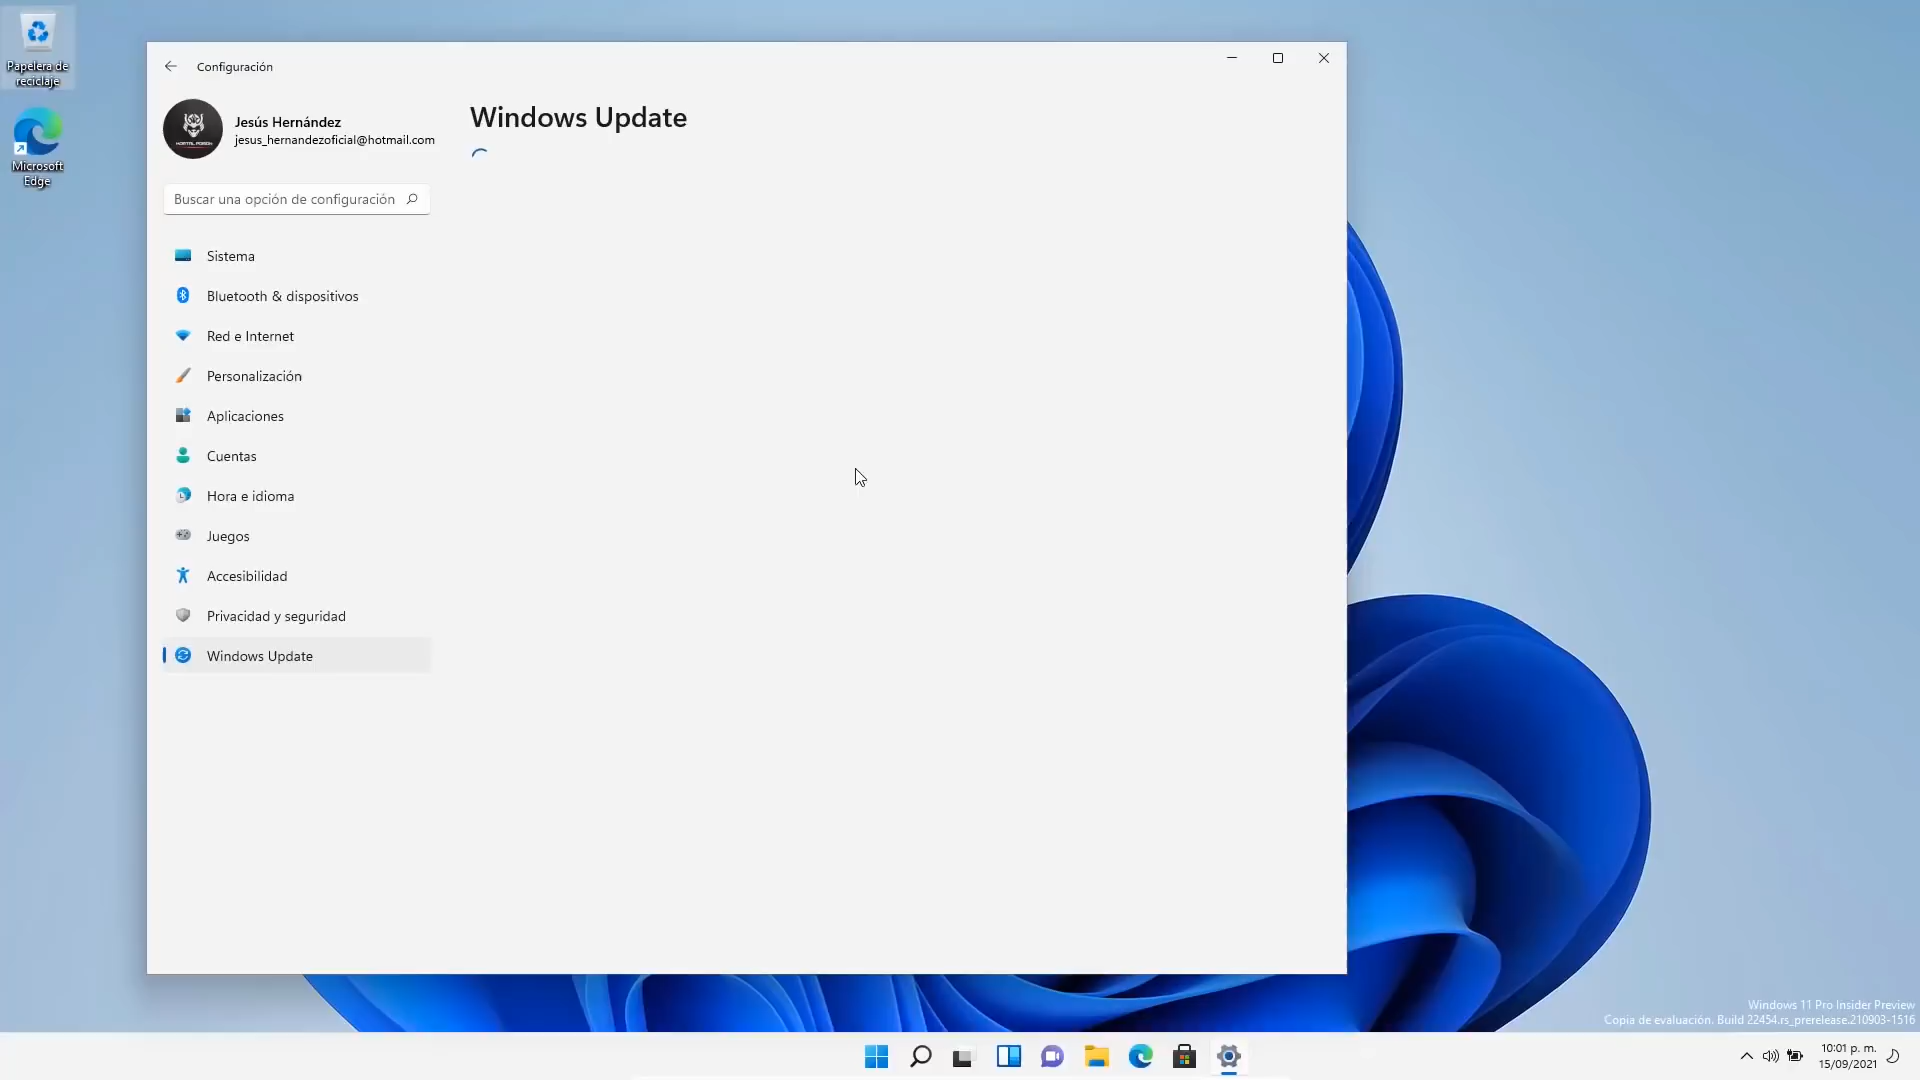 Papelera de
reciclaje
Microsoft
Edge
Configuración
Jesús Hernández
jesus_hernandezoficial@hotmail.com
Buscar una opción de configuración
Sistema
Bluetooth & dispositivos
Red e Internet
Personalización
Aplicaciones
Cuentas
Hora e idioma
Juegos
Accesibilidad
Privacidad y seguridad
Windows Update
Windows Update
Windows 11 Pro Insider Preview
Copia de evaluación. Build 22454.rs_prerelease.210903-1516
10:01 p. m.
15/09/2021